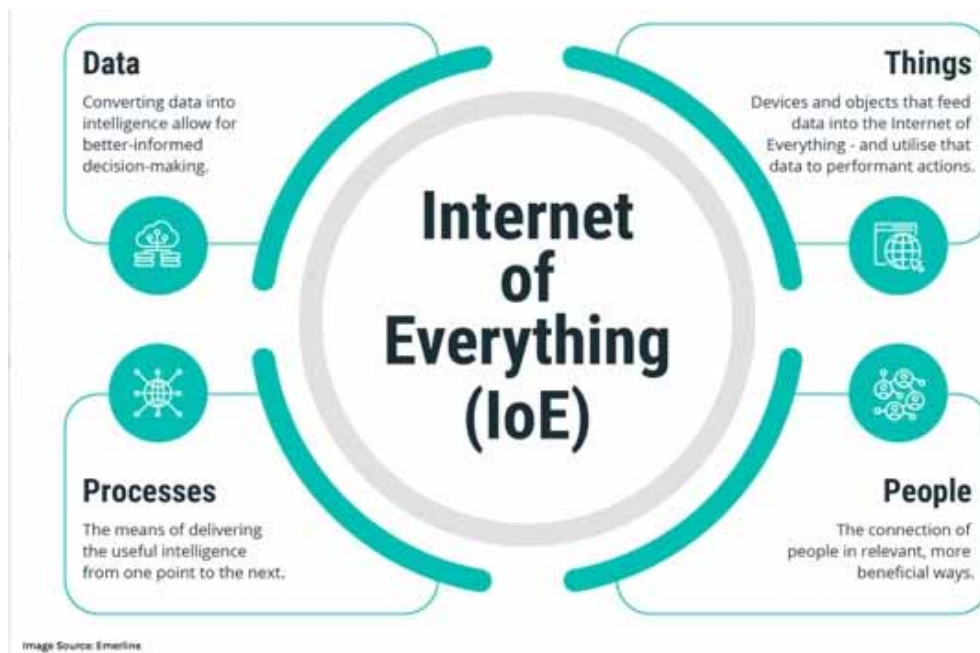 Data
Converting data into
intelligence allow for
better-informed
decision-making.
Things
Devices and objects that feed
data into the Internet of
Everything - and utilise that
data to performant actions.
Internet
of
Everything
(IoE)
Processes
The means of delivering
the useful intelligence
from one point to the next.
People
The connection of
people in relevant, more
beneficial ways.
Image Source: Emerline